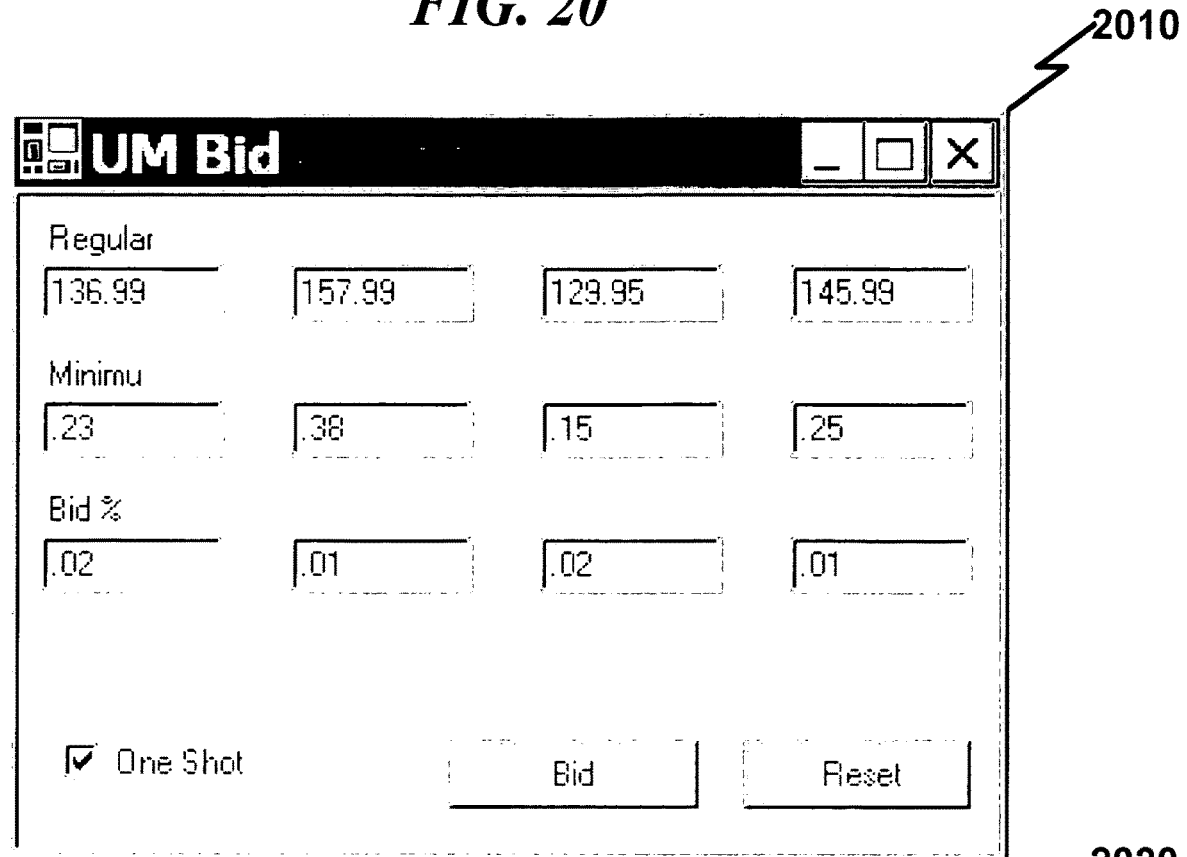 FIG. 20
2010
UM Bid
Regular
136.99 157.99 129.95 145.99
Minimu
.23 .38 .15 .25
Bid %
.02 .01 .02 .01
One Shot Bid Reset